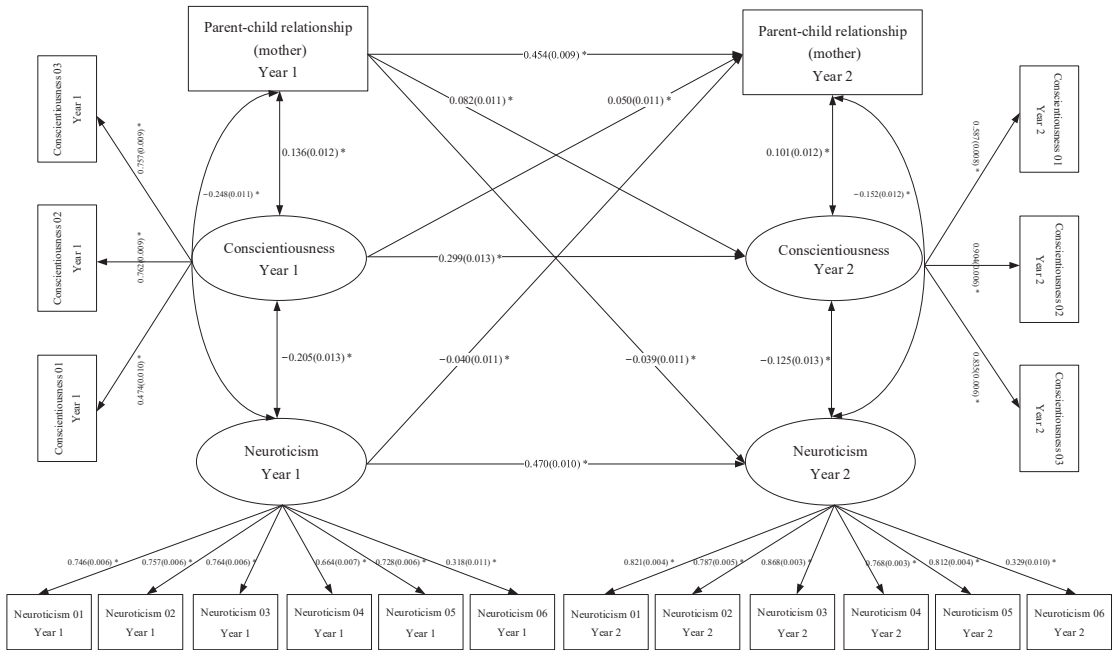 Parent-child relationship
(mother)
Year 1
Parent-child relationship
(mother)
Year 2
0.454(0.009) *
0.082(0.011) *
0.050(0.011) *
Conscientiousness 03
Year 1
Conscientiousness 01
Year 2
0.757(0.009) *
0.136(0.012) *
−0.248(0.011) *
0.101(0.012) *
−0.152(0.012) *
0.587(0.008) *
Conscientiousness 02
Year 1
0.762(0.009) *
Conscientiousness
Year 1
0.299(0.013) *
Conscientiousness
Year 2
0.904(0.006) *
Conscientiousness 02
Year 2
Conscientiousness 01
Year 1
0.474(0.010) *
−0.205(0.013) *
−0.040(0.011) *
−0.039(0.011) *
−0.125(0.013) *
0.835(0.006) *
Conscientiousness 03
Year 2
Neuroticism
Year 1
0.470(0.010) *
Neuroticism
Year 2
0.746(0.006) *
0.757(0.006) *
0.764(0.006) *
0.664(0.007) *
0.728(0.006) *
0.318(0.011) *
0.821(0.004) *
0.787(0.005) *
0.868(0.003) *
0.768(0.003) *
0.812(0.004) *
0.329(0.010) *
Neuroticism 01
Year 1
Neuroticism 02
Year 1
Neuroticism 03
Year 1
Neuroticism 04
Year 1
Neuroticism 05
Year 1
Neuroticism 06
Year 1
Neuroticism 01
Year 2
Neuroticism 02
Year 2
Neuroticism 03
Year 2
Neuroticism 04
Year 2
Neuroticism 05
Year 2
Neuroticism 06
Year 2